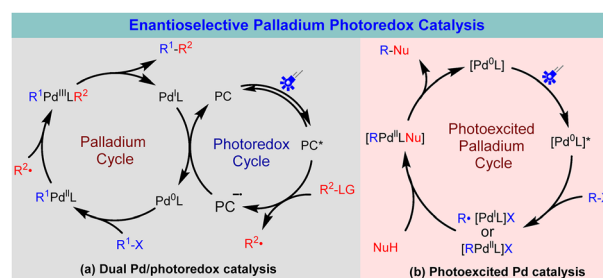 Enantioselective Palladium Photoredox Catalysis
R¹-R²
R¹PdᴵᴵᴵLR²
PdᴵL
PC
Palladium
Cycle
Photoredox
Cycle
PC*
R²•
R¹PdᴵᴵL
Pd⁰L
PC•−
R²-LG
R¹-X
R²•
(a) Dual Pd/photoredox catalysis
R-Nu
[Pd⁰L]
[RPdᴵᴵLNu]
Photoexcited
Palladium
Cycle
[Pd⁰L]*
R-X
R• [PdᴵL]X
or
[RPdᴵᴵL]X
NuH
(b) Photoexcited Pd catalysis